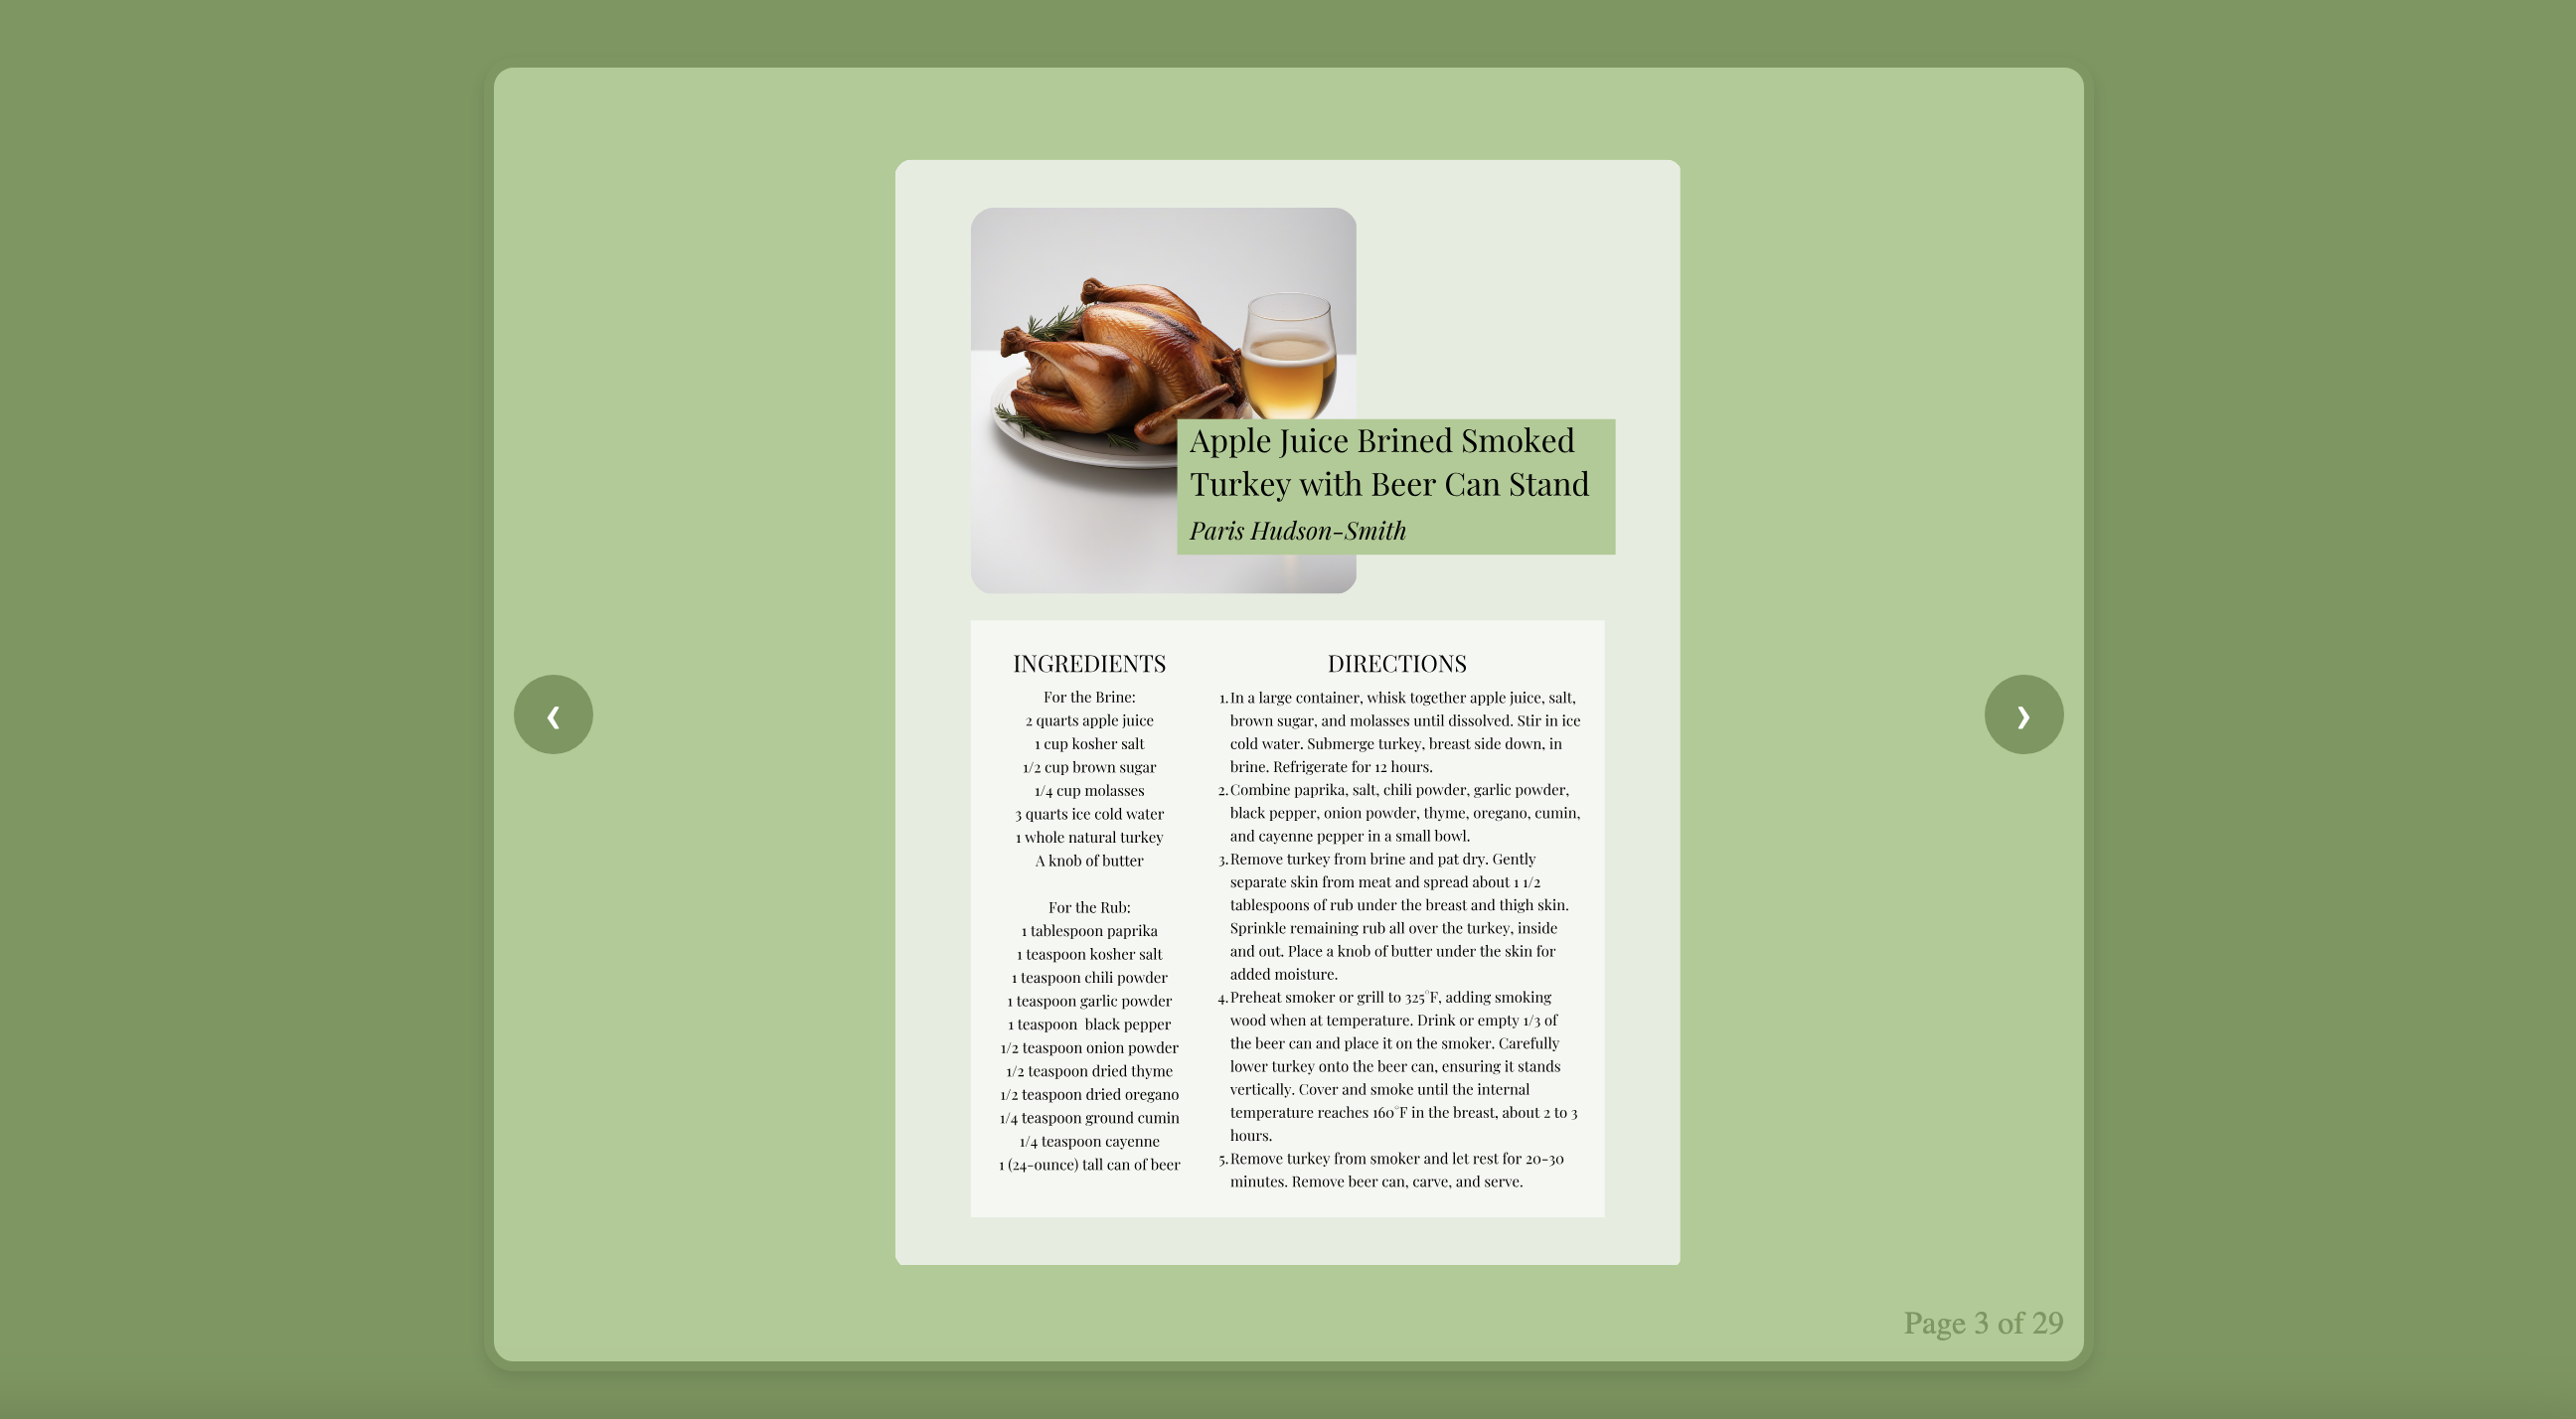 Apple Juice Brined Smoked
Turkey with Beer Can Stand
Paris Hudson-Smith
INGREDIENTS
For the Brine:
2 quarts apple juice
1 cup kosher salt
1/2 cup brown sugar
1/4 cup molasses
3 quarts ice cold water
1 whole natural turkey
A knob of butter
For the Rub:
1 tablespoon paprika
1 teaspoon kosher salt
1 teaspoon chili powder
1 teaspoon garlic powder
1 teaspoon  black pepper
1/2 teaspoon onion powder
1/2 teaspoon dried thyme
1/2 teaspoon dried oregano
1/4 teaspoon ground cumin
1/4 teaspoon cayenne
1 (24-ounce) tall can of beer
DIRECTIONS
1. In a large container, whisk together apple juice, salt,
brown sugar, and molasses until dissolved. Stir in ice
cold water. Submerge turkey, breast side down, in
brine. Refrigerate for 12 hours.
2. Combine paprika, salt, chili powder, garlic powder,
black pepper, onion powder, thyme, oregano, cumin,
and cayenne pepper in a small bowl.
3. Remove turkey from brine and pat dry. Gently
separate skin from meat and spread about 1 1/2
tablespoons of rub under the breast and thigh skin.
Sprinkle remaining rub all over the turkey, inside
and out. Place a knob of butter under the skin for
added moisture.
4. Preheat smoker or grill to 325°F, adding smoking
wood when at temperature. Drink or empty 1/3 of
the beer can and place it on the smoker. Carefully
lower turkey onto the beer can, ensuring it stands
vertically. Cover and smoke until the internal
temperature reaches 160°F in the breast, about 2 to 3
hours.
5. Remove turkey from smoker and let rest for 20-30
minutes. Remove beer can, carve, and serve.
❮
❯
Page 3 of 29